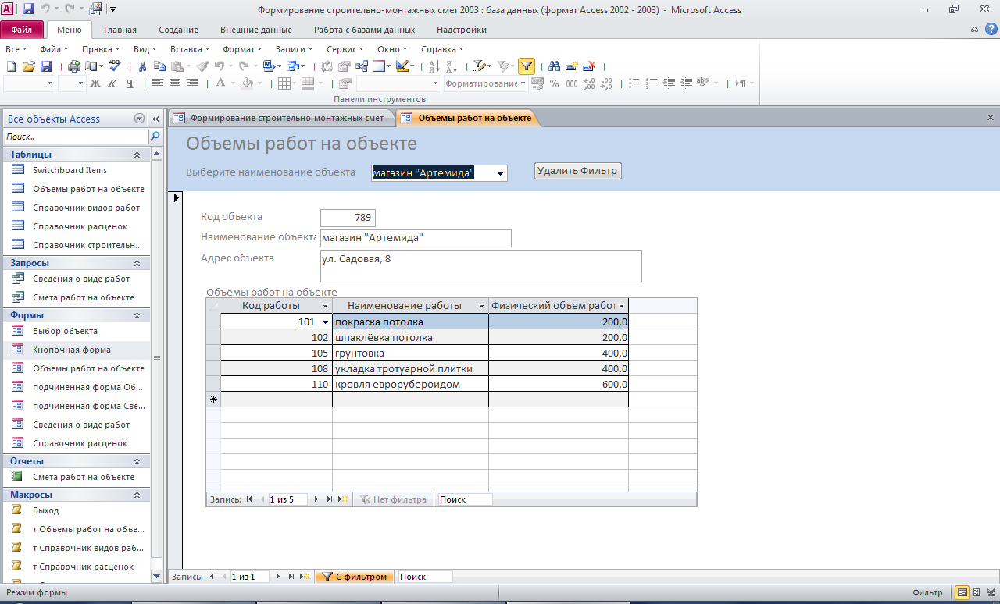 Формирование строительно-монтажных смет 2003 : база данных (формат Access 2002 - 2003) - Microsoft Access
Файл Меню Главная Создание Внешние данные Работа с базами данных Надстройки
Все Файл Правка Вид Вставка Формат Записи Сервис Окно Справка
Ж К Ч Форматирование % 000
Панели инструментов
Все объекты Access
Поиск...
Таблицы
Switchboard Items
Объемы работ на объекте
Справочник видов работ
Справочник расценок
Справочник строительн...
Запросы
Сведения о виде работ
Смета работ на объекте
Формы
Выбор объекта
Кнопочная форма
Объемы работ на объекте
подчиненная форма Об...
подчиненная форма Све...
Сведения о виде работ
Справочник расценок
Отчеты
Смета работ на объекте
Макросы
Выход
т Объемы работ на объе...
т Справочник видов раб...
т Справочник расценок
Формирование строительно-монтажных смет Объемы работ на объекте
Объемы работ на объекте
Выберите наименование объекта магазин "Артемида" Удалить Фильтр
Код объекта 789
Наименование объекта магазин "Артемида"
Адрес объекта ул. Садовая, 8
Объемы работ на объекте
Код работы Наименование работы Физический объем работ
101 покраска потолка 200,0
102 шпаклёвка потолка 200,0
105 грунтовка 400,0
108 укладка тротуарной плитки 400,0
110 кровля еврорубероидом 600,0
Запись: 1 из 5 Нет фильтра Поиск
Запись: 1 из 1 С фильтром Поиск
Режим формы Фильтр